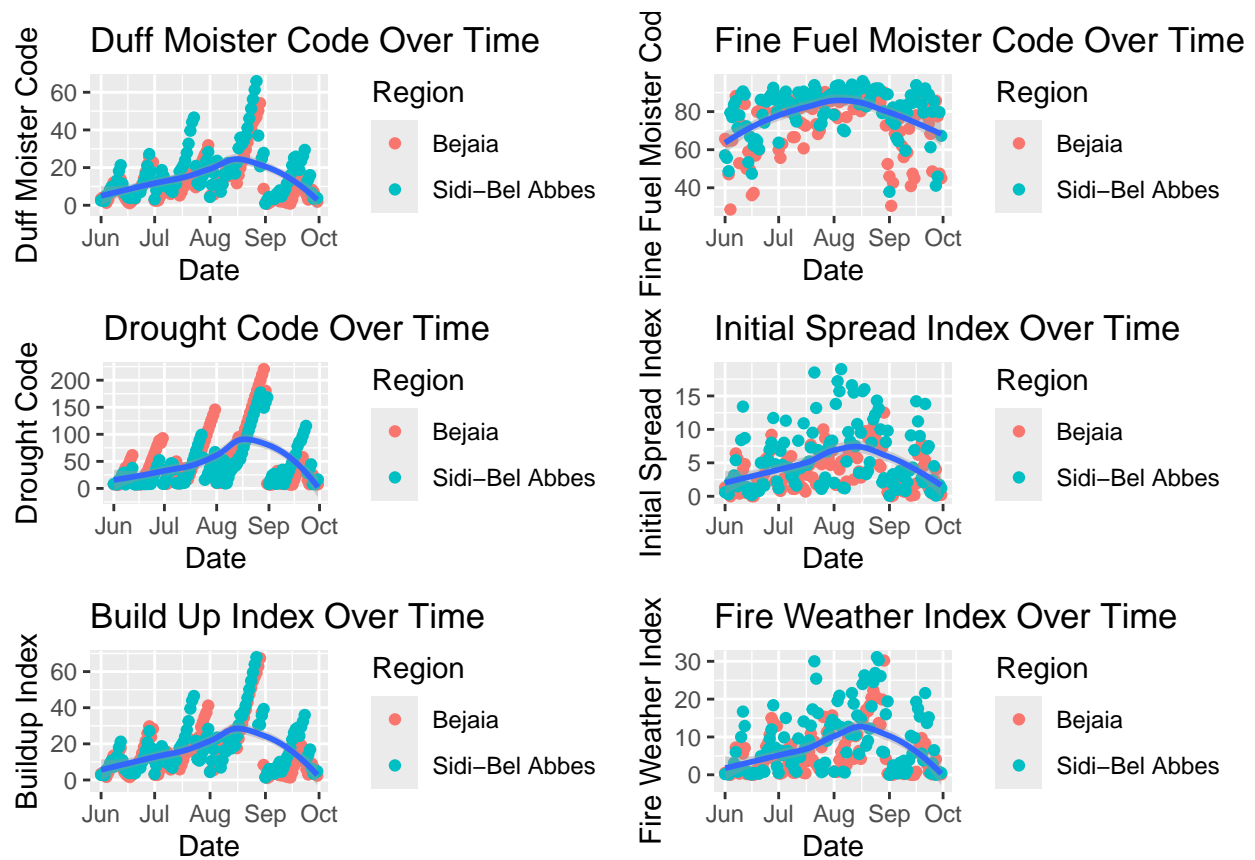 Duff Moister Code Over Time
Duff Moister Code
60
40
20
0
Jun Jul Aug Sep Oct
Date
Region
Bejaia
Sidi−Bel Abbes
Fine Fuel Moister Code Over Time
Fine Fuel Moister Cod
80
60
40
Jun Jul Aug Sep Oct
Date
Region
Bejaia
Sidi−Bel Abbes
Drought Code Over Time
Drought Code
200
150
100
50
0
Jun Jul Aug Sep Oct
Date
Region
Bejaia
Sidi−Bel Abbes
Initial Spread Index Over Time
Initial Spread Index
15
10
5
0
Jun Jul Aug Sep Oct
Date
Region
Bejaia
Sidi−Bel Abbes
Build Up Index Over Time
Buildup Index
60
40
20
0
Jun Jul Aug Sep Oct
Date
Region
Bejaia
Sidi−Bel Abbes
Fire Weather Index Over Time
Fire Weather Index
30
20
10
0
Jun Jul Aug Sep Oct
Date
Region
Bejaia
Sidi−Bel Abbes